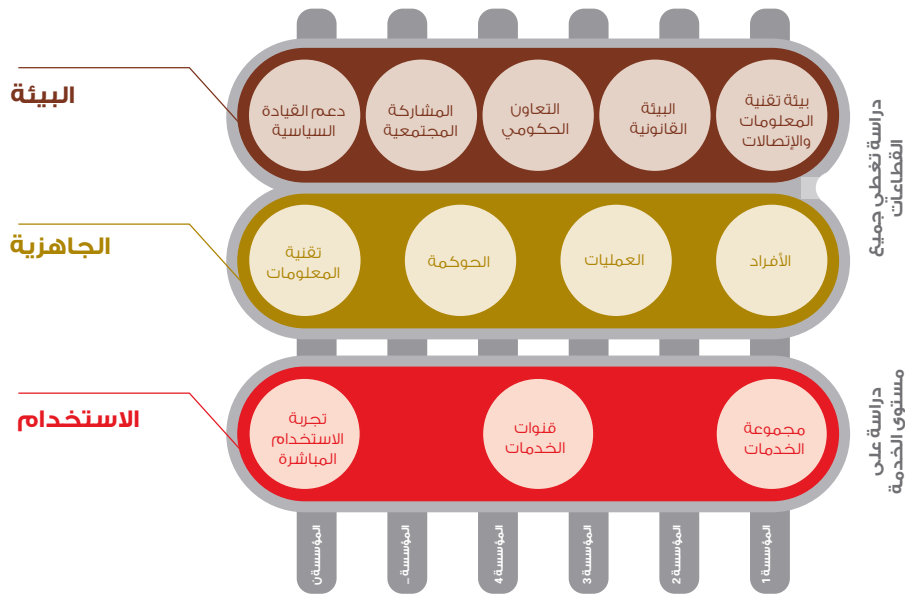 البيئة
بيئة تقنية
المعلومات
والإتصالات
البيئة
القانونية
التعاون
الحكومي
المشاركة
المجتمعية
دعم القيادة
السياسية
دراسة تغطي جميع
القطاعات
الجاهزية
الأفراد
العمليات
الحوكمة
تقنية
المعلومات
الاستخدام
مجموعة
الخدمات
قنوات
الخدمات
تجربة
الاستخدام
المباشرة
دراسة على
مستوى الخدمة
المؤسسة 1
المؤسسة 2
المؤسسة 3
المؤسسة 4
المؤسسة ..
المؤسسة ن